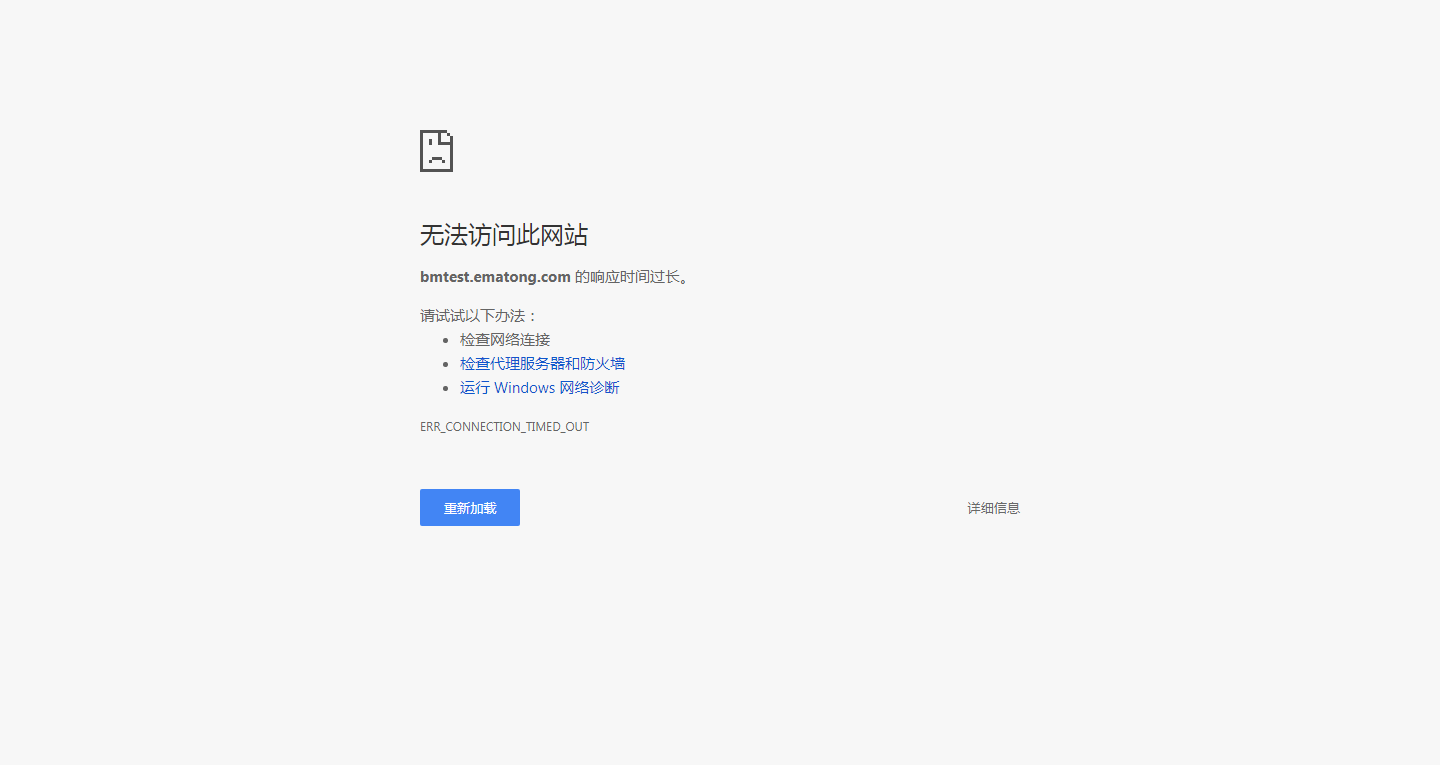 无法访问此网站
bmtest.ematong.com 的响应时间过长。
请试试以下办法：
检查网络连接
检查代理服务器和防火墙
运行 Windows 网络诊断
ERR_CONNECTION_TIMED_OUT
重新加载
详细信息